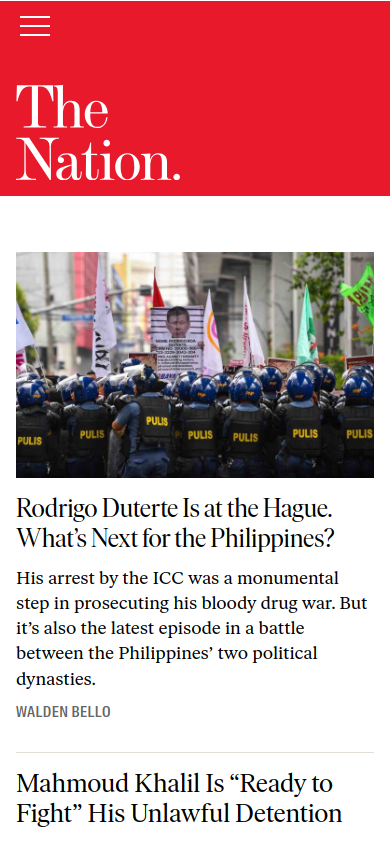 The
Nation.
PULIS
PULIS
PULIS
PULIS
PULIS
PULIS
PULIS
Rodrigo Duterte Is at the Hague.
What’s Next for the Philippines?
His arrest by the ICC was a monumental
step in prosecuting his bloody drug war. But
it’s also the latest episode in a battle
between the Philippines’ two political
dynasties.
WALDEN BELLO
Mahmoud Khalil Is “Ready to
Fight” His Unlawful Detention